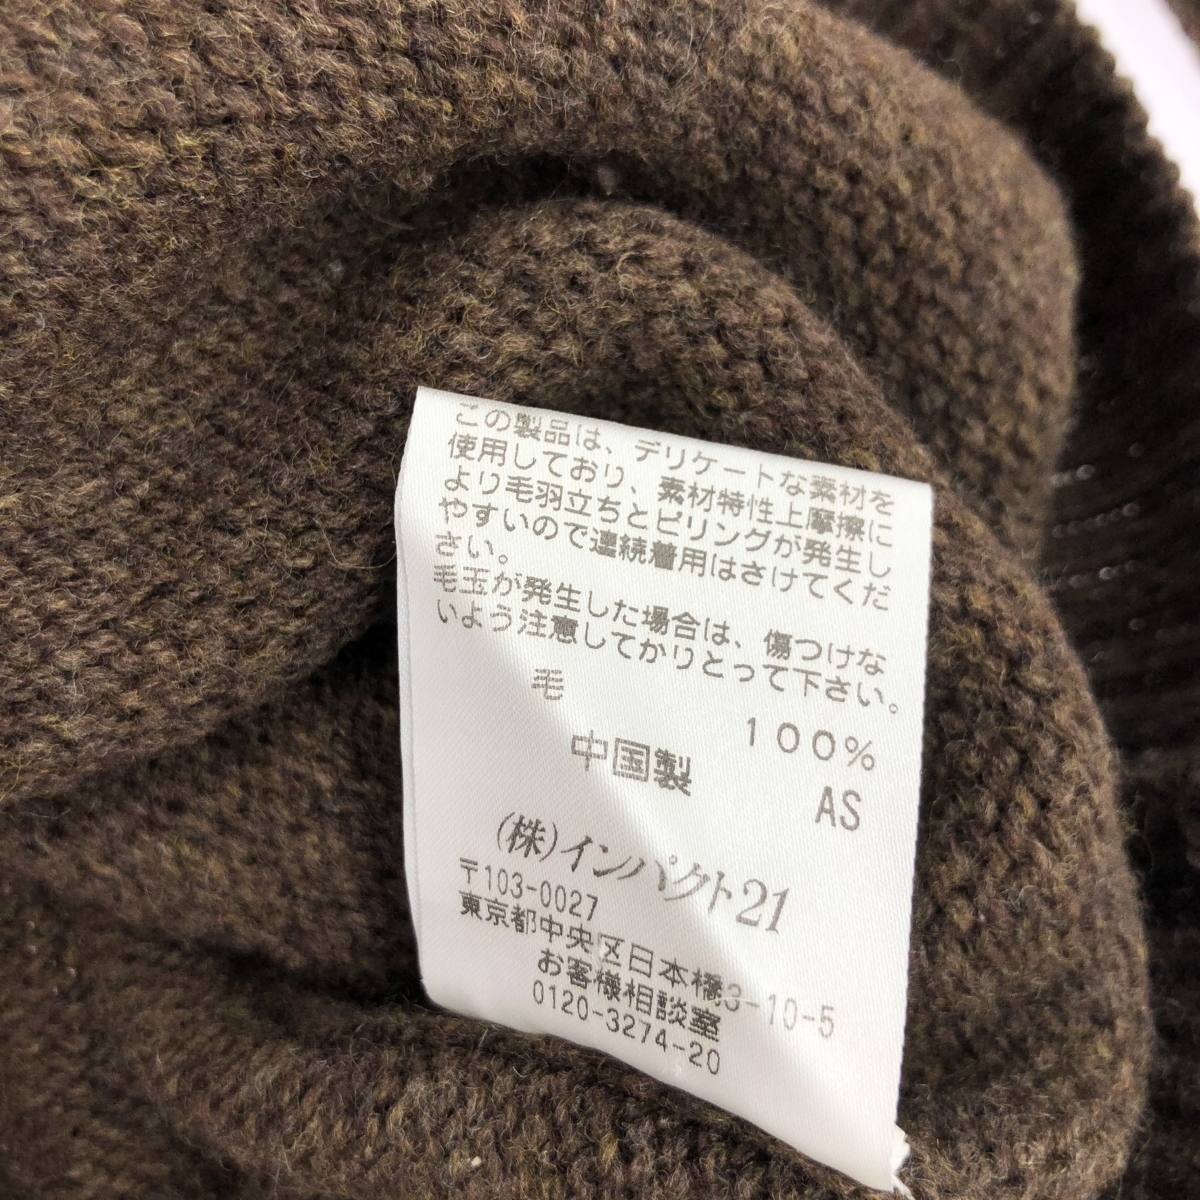 この製品は、デリケートな素材を
使用しており、素材特性上摩擦に
より毛羽立ちとピリングが発生し
やすいので連続着用はさけてくだ
さい。
毛玉が発生した場合は、傷つけな
いよう注意してかりとって下さい。
毛
100%
中国製
AS
(株)インパクト21
〒103-0027
東京都中央区日本橋3-10-5
お客様相談室
0120-3274-20